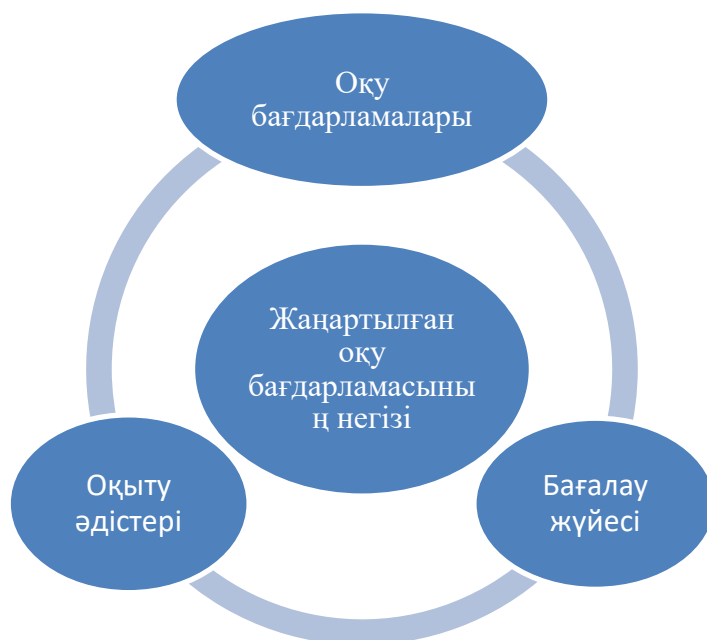 Оқу
бағдарламалары
Жаңартылған
оқу
бағдарламасыны
ң негізі
Оқыту
әдістері
Бағалау
жүйесі